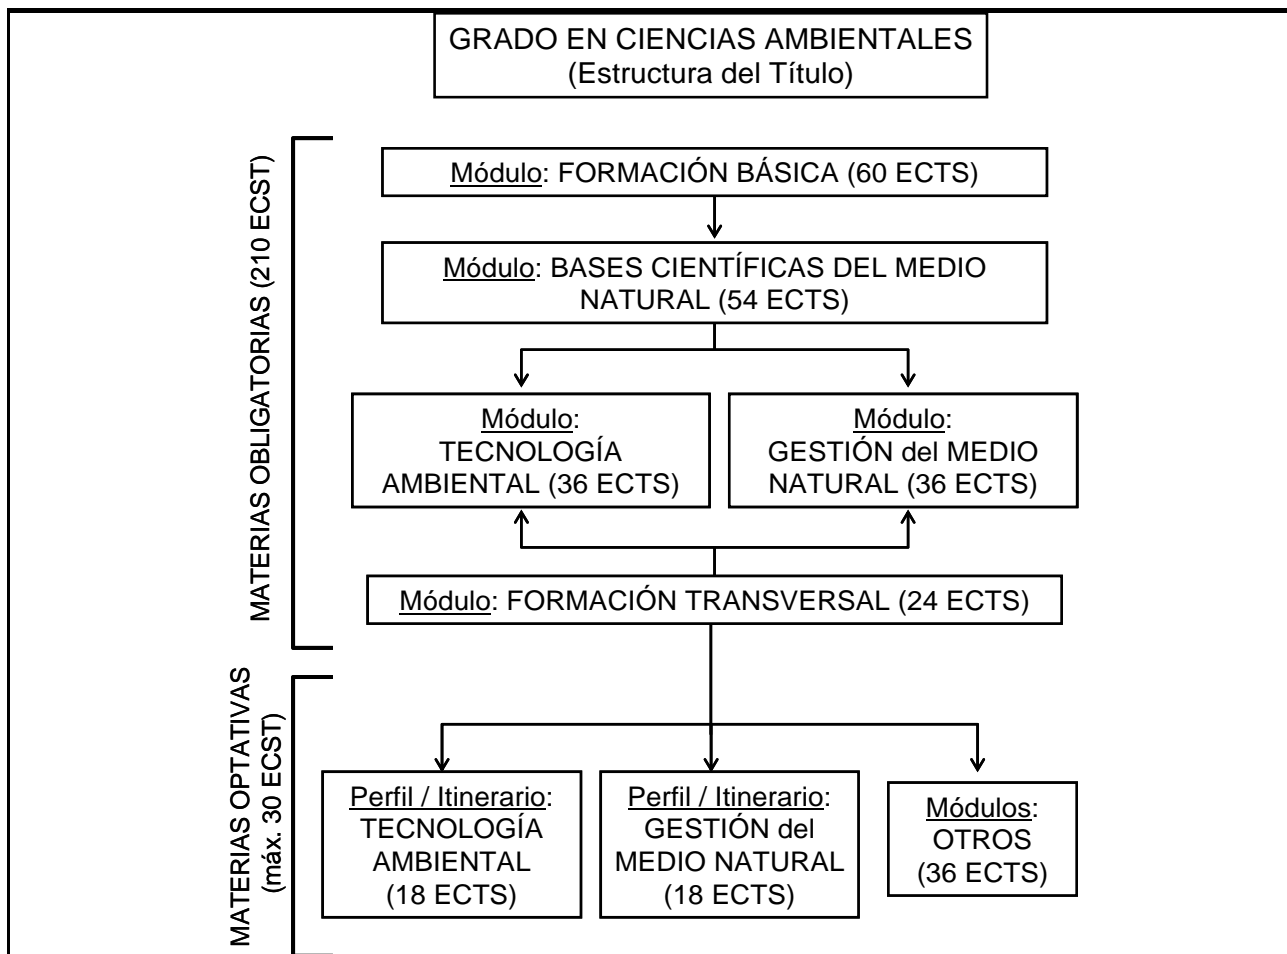 GRADO EN CIENCIAS AMBIENTALES
(Estructura del Título)
MATERIAS OBLIGATORIAS (210 ECST)
Módulo: FORMACIÓN BÁSICA (60 ECTS)
Módulo: BASES CIENTÍFICAS DEL MEDIO
NATURAL (54 ECTS)
Módulo:
TECNOLOGÍA
AMBIENTAL (36 ECTS)
Módulo:
GESTIÓN del MEDIO
NATURAL (36 ECTS)
Módulo: FORMACIÓN TRANSVERSAL (24 ECTS)
MATERIAS OPTATIVAS
(máx. 30 ECST)
Perfil / Itinerario:
TECNOLOGÍA
AMBIENTAL
(18 ECTS)
Perfil / Itinerario:
GESTIÓN del
MEDIO NATURAL
(18 ECTS)
Módulos:
OTROS
(36 ECTS)